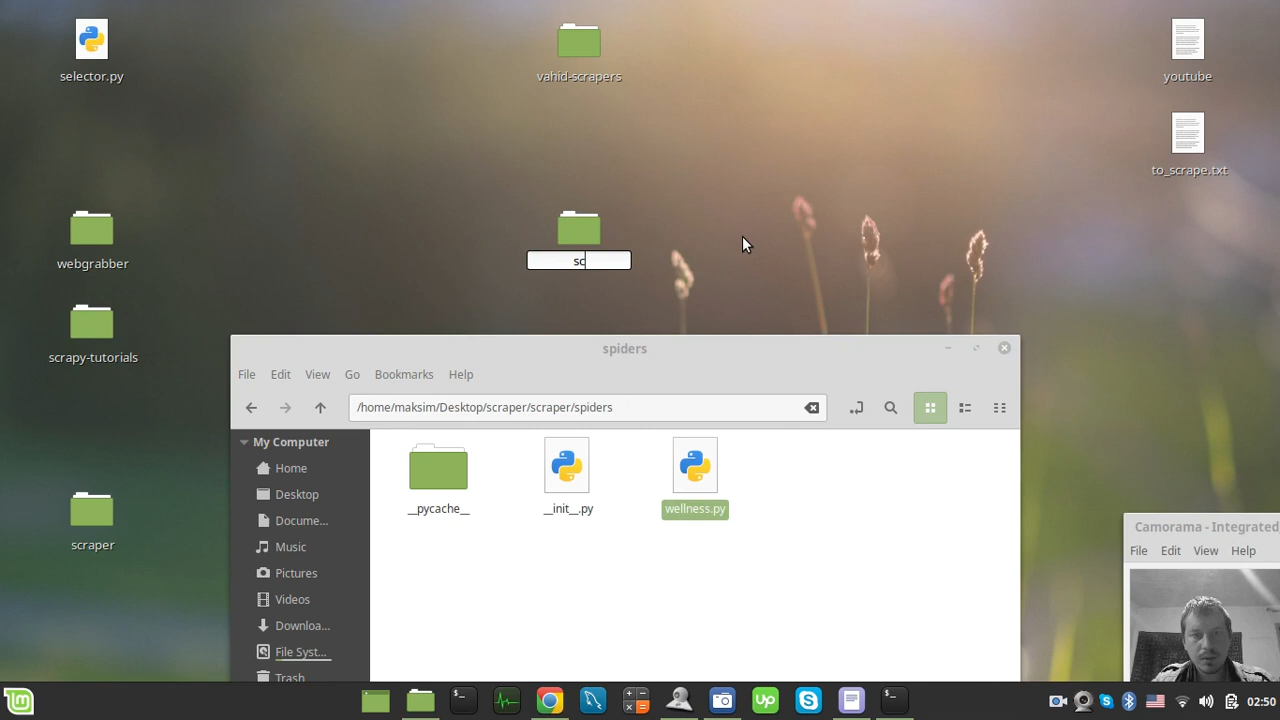 selector.py
vahid-scrapers
youtube
to_scrape.txt
webgrabber
sc
scrapy-tutorials
scraper
spiders
File Edit View Go Bookmarks Help
/home/maksim/Desktop/scraper/scraper/spiders
My Computer
Home
Desktop
Docume...
Music
Pictures
Videos
Downloa...
File Syst...
Trash
__pycache__
__init__.py
wellness.py
Camorama - Integrated
File Edit View Help
02:50